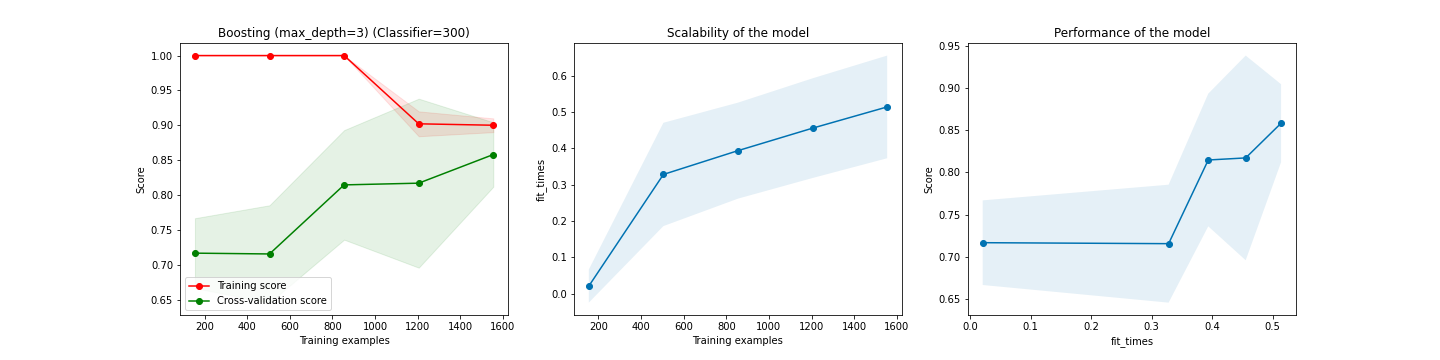 Boosting (max_depth=3) (Classifier=300)
1.00
0.95
0.90
0.85
0.80
0.75
0.70
0.65
Score
Training score
Cross-validation score
200 400 600 800 1000 1200 1400 1600
Training examples
Scalability of the model
0.6
0.5
0.4
0.3
0.2
0.1
0.0
fit_times
200 400 600 800 1000 1200 1400 1600
Training examples
Performance of the model
0.95
0.90
0.85
0.80
0.75
0.70
0.65
Score
0.0 0.1 0.2 0.3 0.4 0.5
fit_times